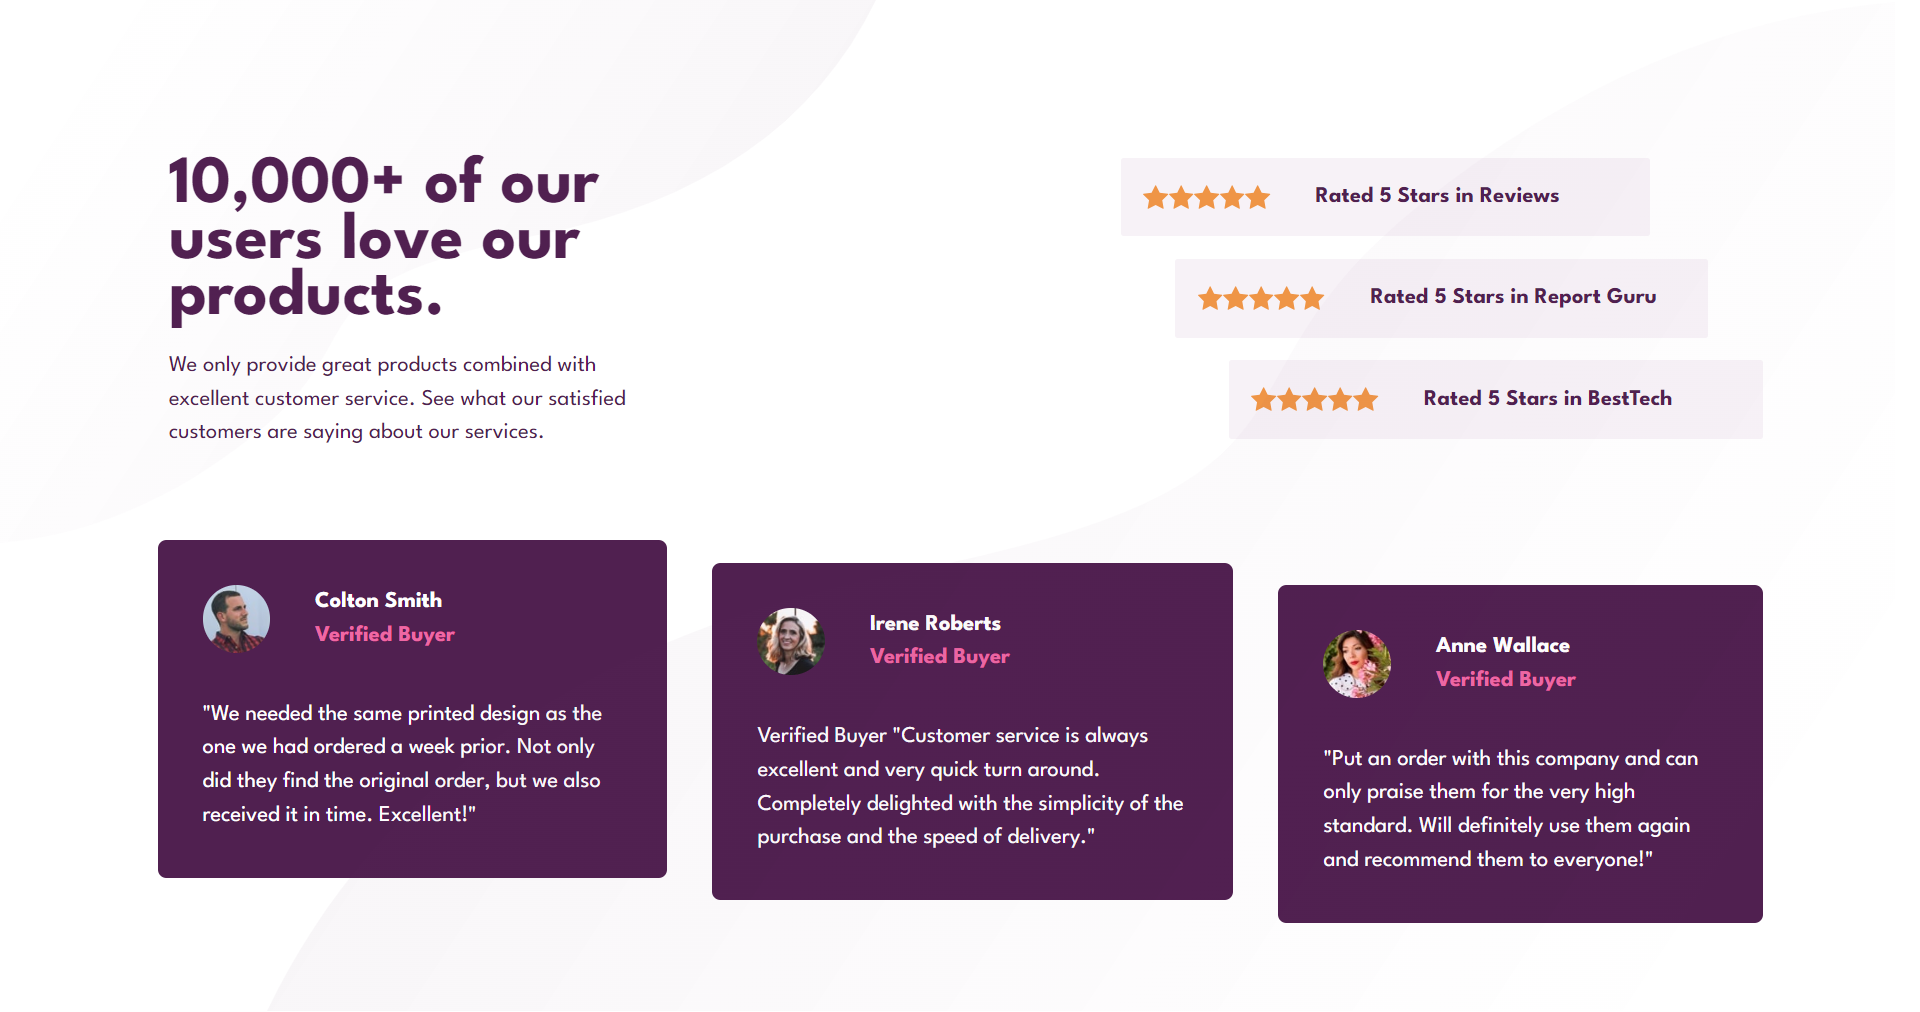 10,000+ of our
users love our
products.
We only provide great products combined with
excellent customer service. See what our satisfied
customers are saying about our services.
Rated 5 Stars in Reviews
Rated 5 Stars in Report Guru
Rated 5 Stars in BestTech
Colton Smith
Verified Buyer
"We needed the same printed design as the
one we had ordered a week prior. Not only
did they find the original order, but we also
received it in time. Excellent!"
Irene Roberts
Verified Buyer
Verified Buyer "Customer service is always
excellent and very quick turn around.
Completely delighted with the simplicity of the
purchase and the speed of delivery."
Anne Wallace
Verified Buyer
"Put an order with this company and can
only praise them for the very high
standard. Will definitely use them again
and recommend them to everyone!"